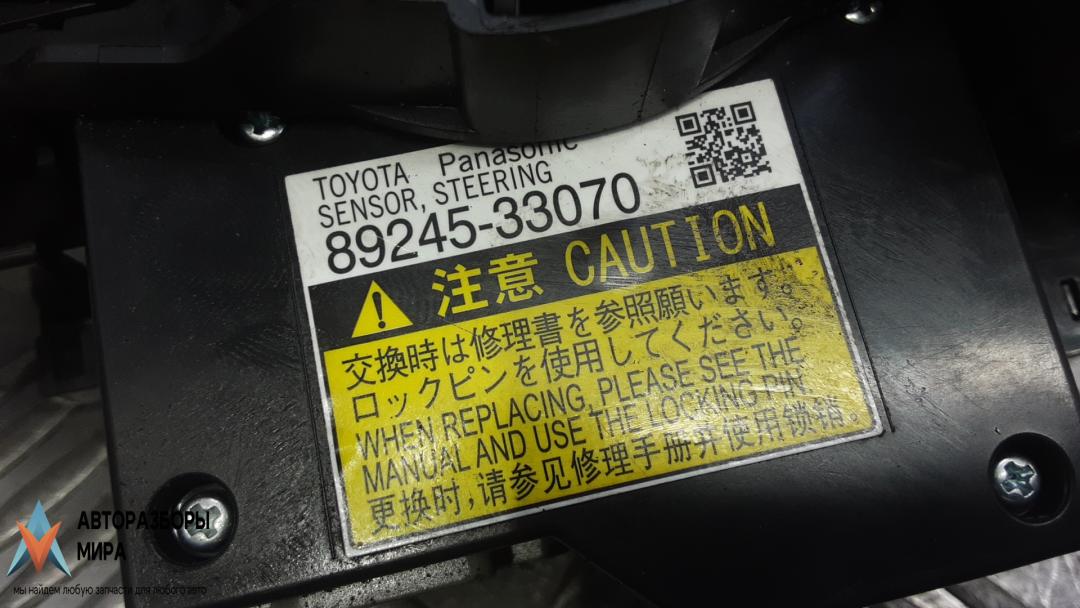 TOYOTA Panasonic
SENSOR, STEERING
89245-33070
注意 CAUTION
交換時は修理書を参照願います。
ロックピンを使用してください。
WHEN REPLACING, PLEASE SEE THE
MANUAL AND USE THE LOCKING PIN
更换时,请参见修理手册并使用锁销。
АВТОРАЗБОРЫ
МИРА
мы найдем любую запчасти для любого авто